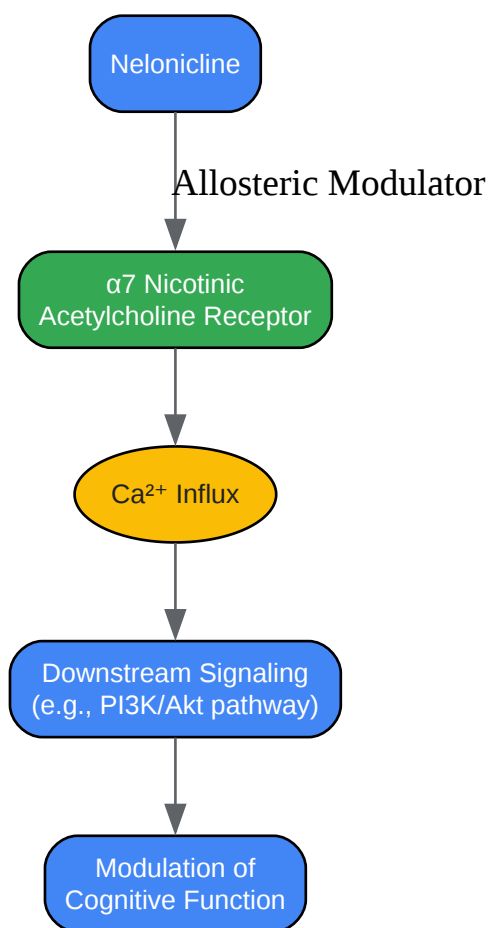 Nelonicline
Allosteric Modulator
α7 Nicotinic
Acetylcholine Receptor
Ca²⁺ Influx
Downstream Signaling
(e.g., PI3K/Akt pathway)
Modulation of
Cognitive Function